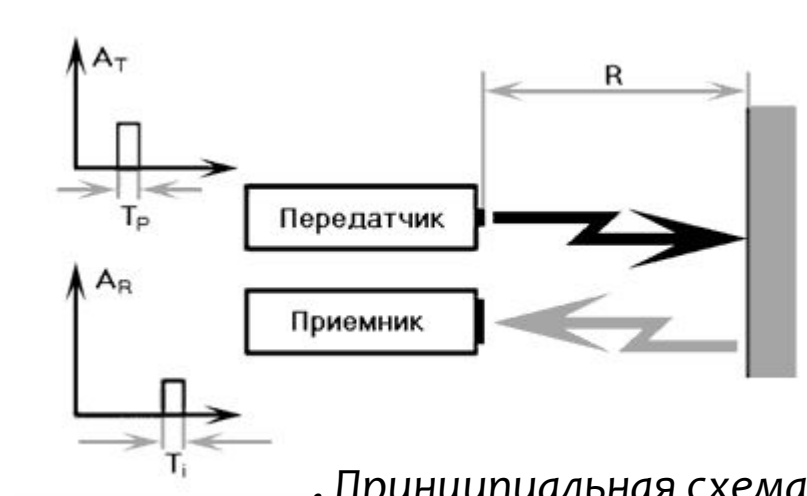 A_T
R
T_P
Передатчик
A_R
Приемник
T_i
. Принципиальная схема